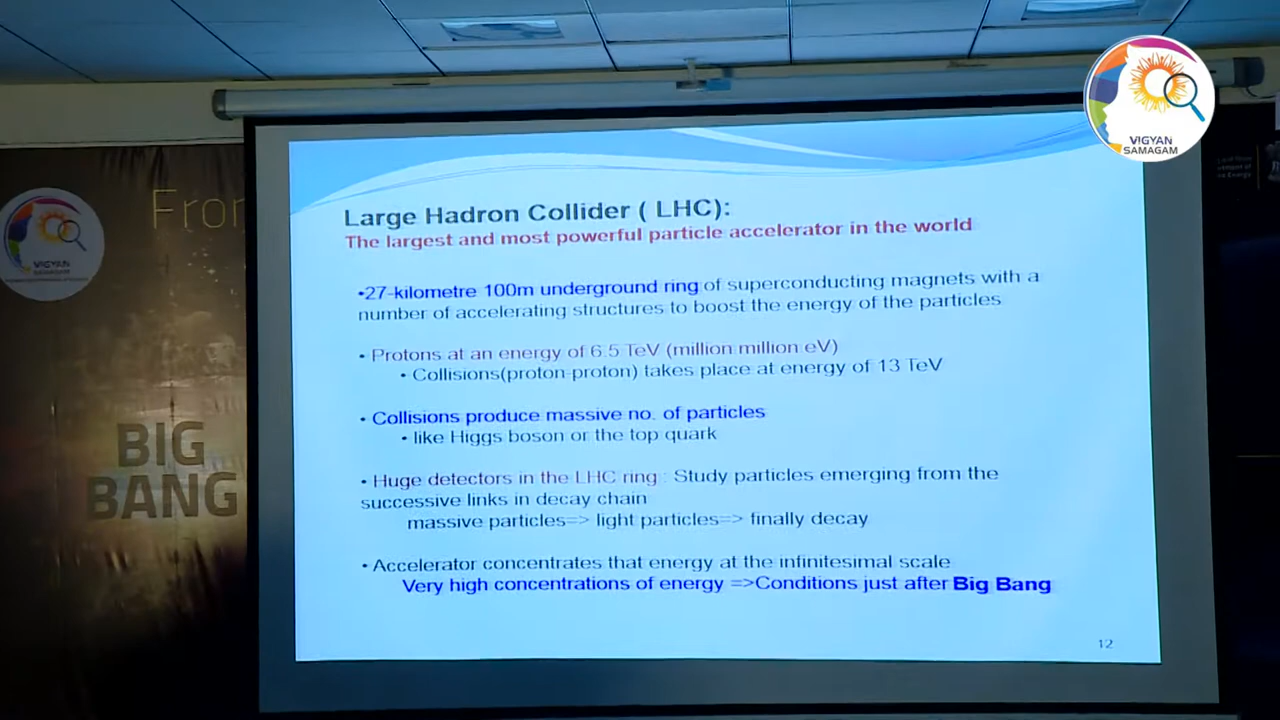 VIGYAN
SAMAGAM
From
VIGYAN
SAMAGAM
BIG
BANG
Large Hadron Collider ( LHC):
The largest and most powerful particle accelerator in the world
•27-kilometre 100m underground ring of superconducting magnets with a
number of accelerating structures to boost the energy of the particles
• Protons at an energy of 6.5 TeV (million million eV)
• Collisions(proton-proton) takes place at energy of 13 TeV
• Collisions produce massive no. of particles
• like Higgs boson or the top quark
• Huge detectors in the LHC ring : Study particles emerging from the
successive links in decay chain
massive particles=> light particles=> finally decay
• Accelerator concentrates that energy at the infinitesimal scale
Very high concentrations of energy =>Conditions just after Big Bang
12